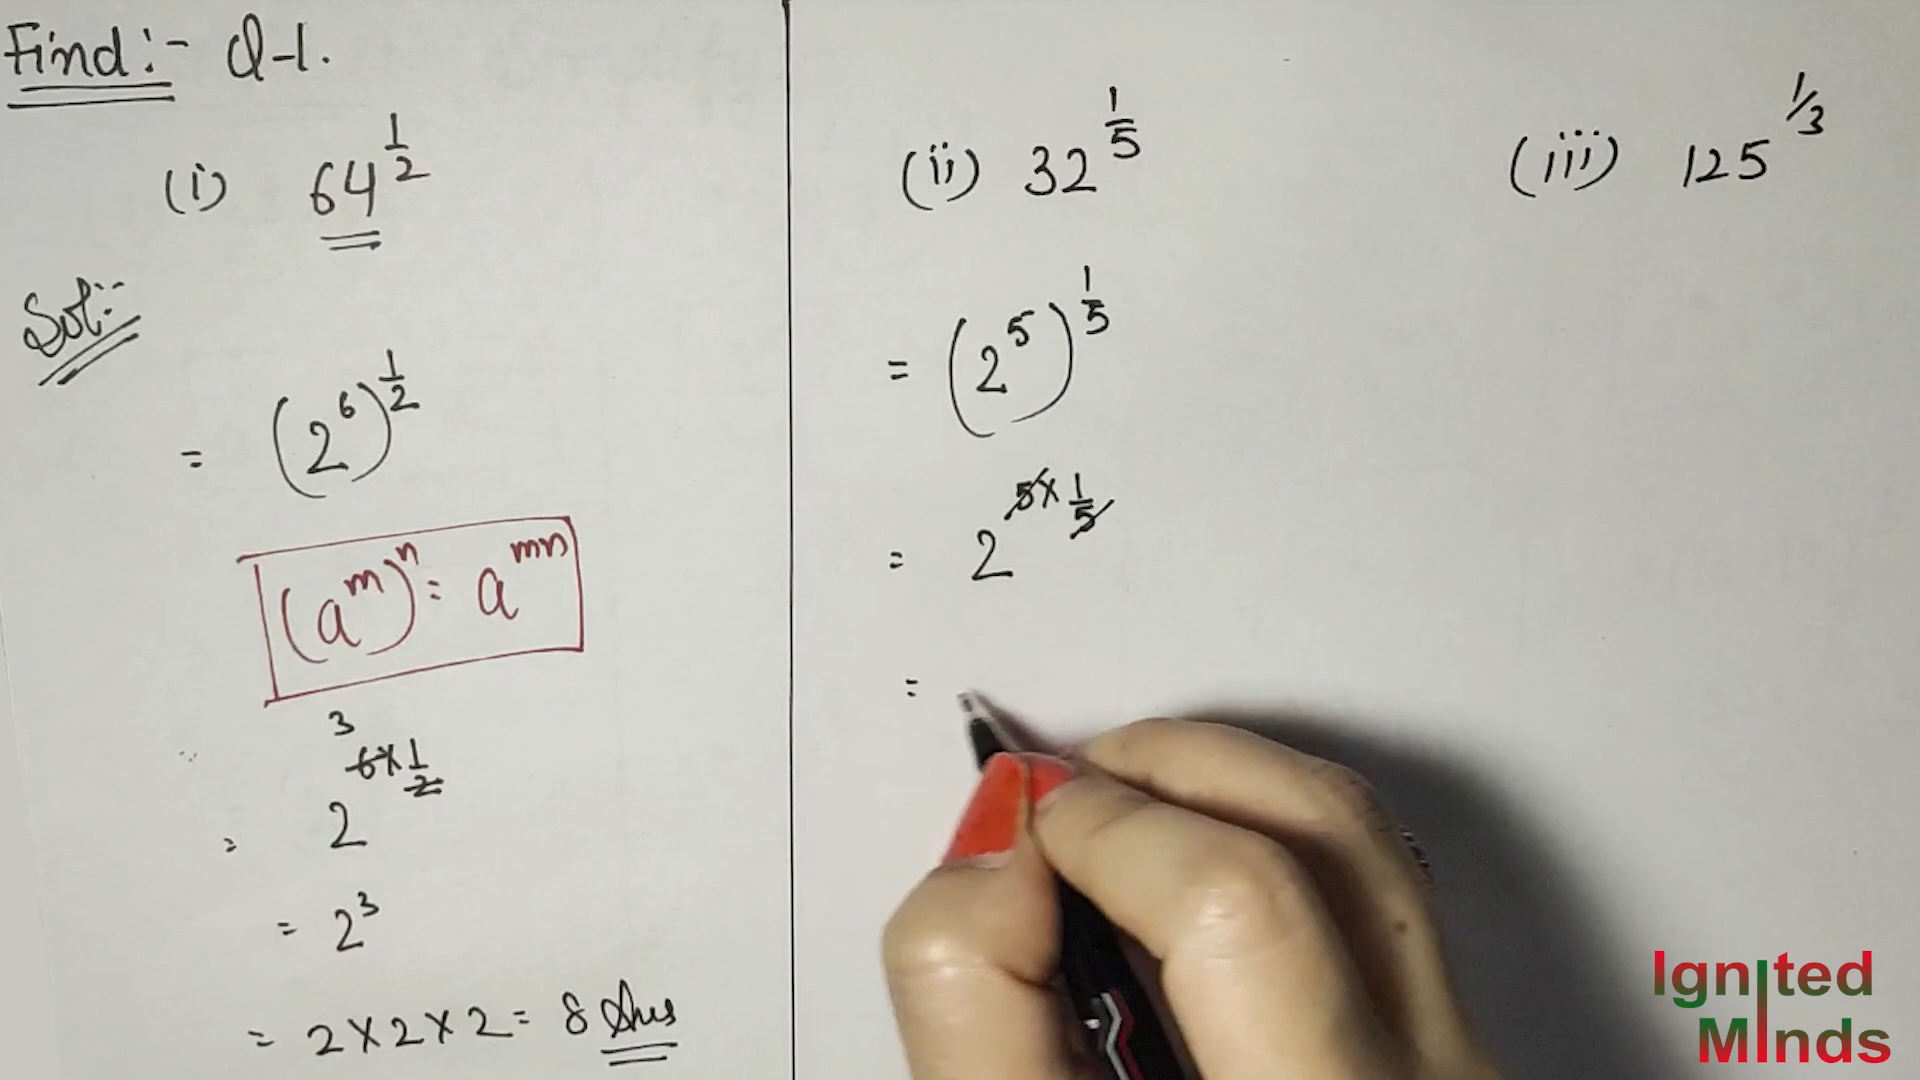 Find:- Q-1.
(i) 64^1/2
Sol:-
= (2^6)^1/2
(a^m)^n = a^mn
3
= 2^6×1/2
= 2^3
= 2×2×2 = 8 Ans
(ii) 32^1/5
= (2^5)^1/5
= 2^5×1/5
=
(iii) 125^1/3
Ignited
Minds